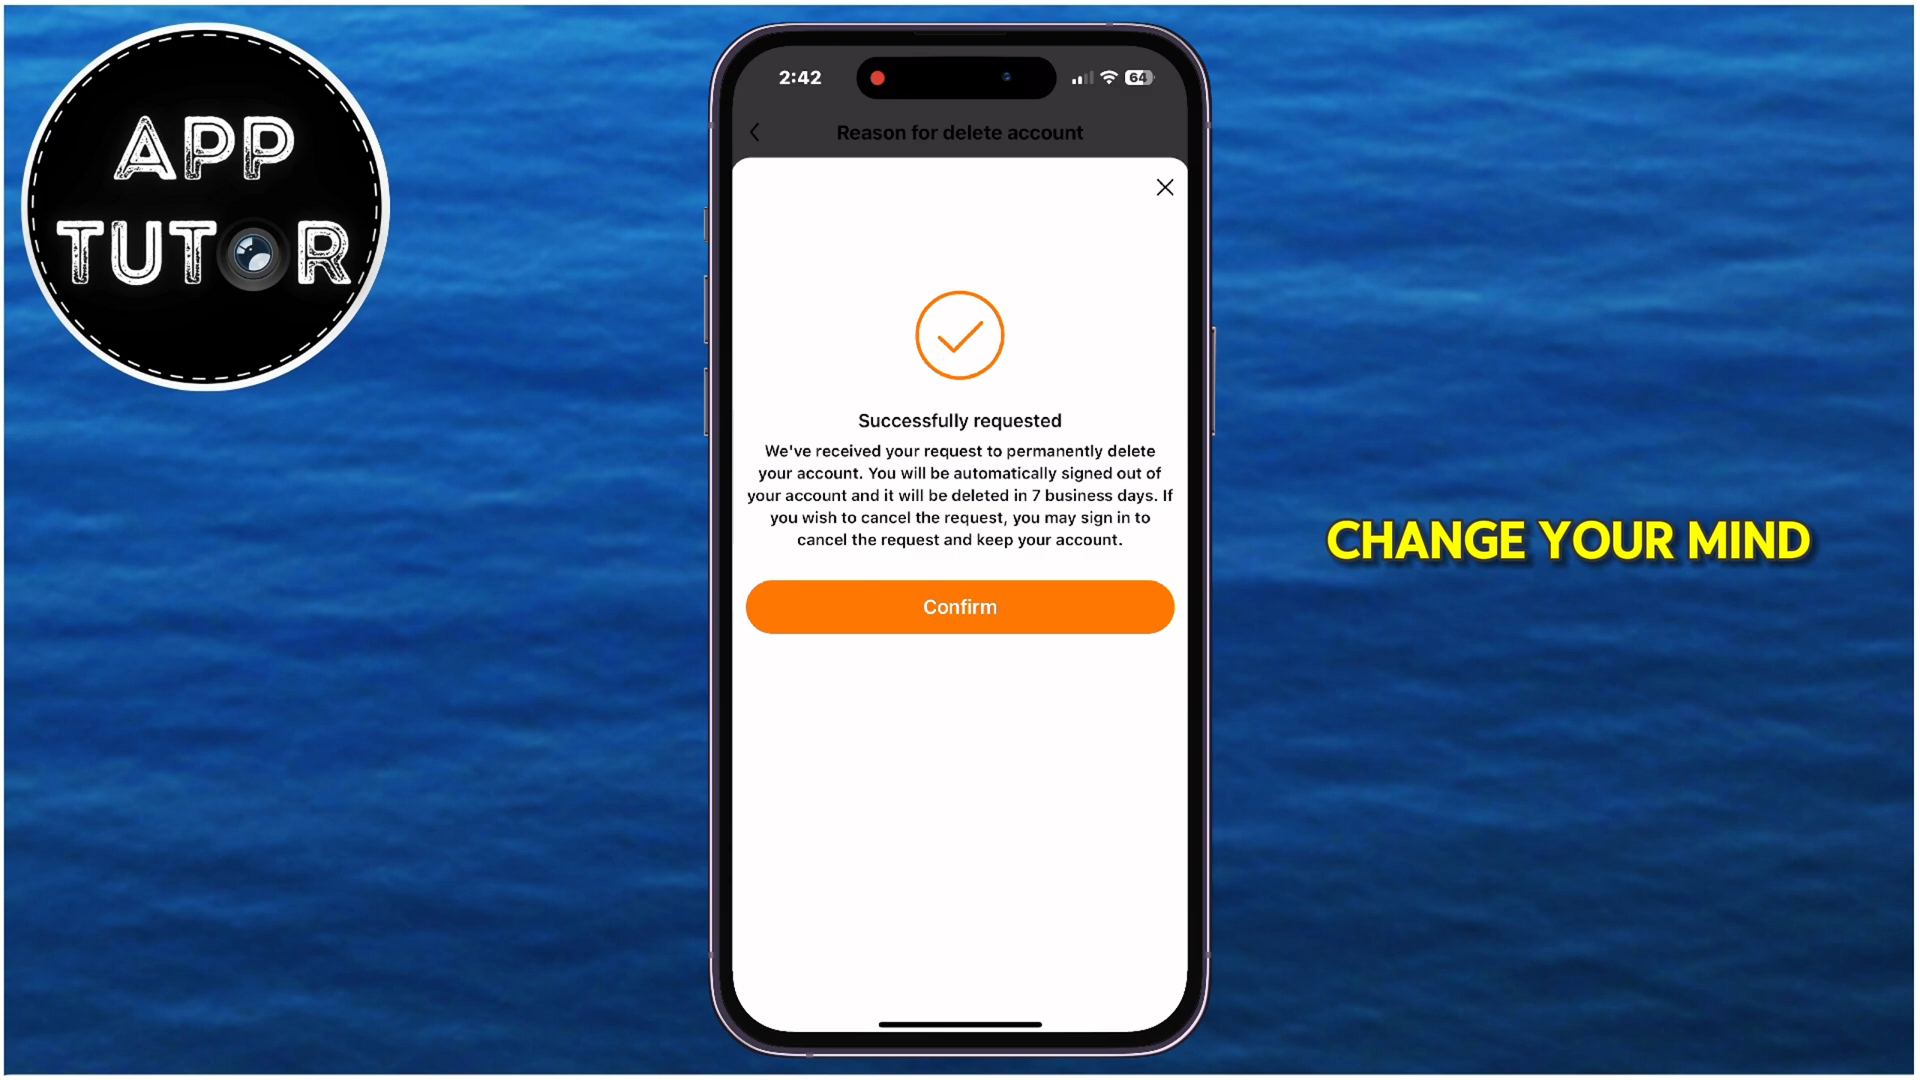 APP
TUTOR
2:42
64
Reason for delete account
Successfully requested
We've received your request to permanently delete
your account. You will be automatically signed out of
your account and it will be deleted in 7 business days. If
you wish to cancel the request, you may sign in to
cancel the request and keep your account.
Confirm
CHANGE YOUR MIND